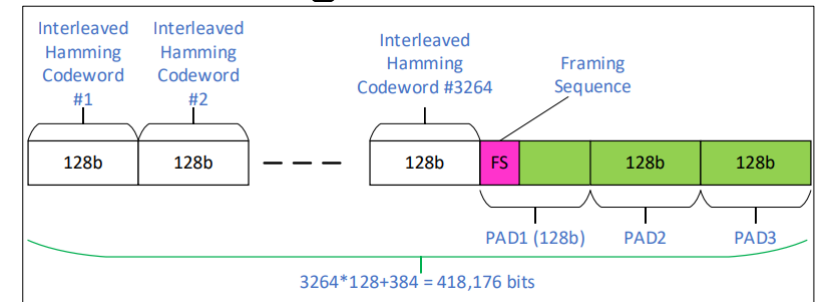 Interleaved
Hamming
Codeword
#1
Interleaved
Hamming
Codeword
#2
Interleaved
Hamming
Codeword #3264
Framing
Sequence
128b
128b
128b
FS
128b
128b
PAD1 (128b)
PAD2
PAD3
3264*128+384 = 418,176 bits